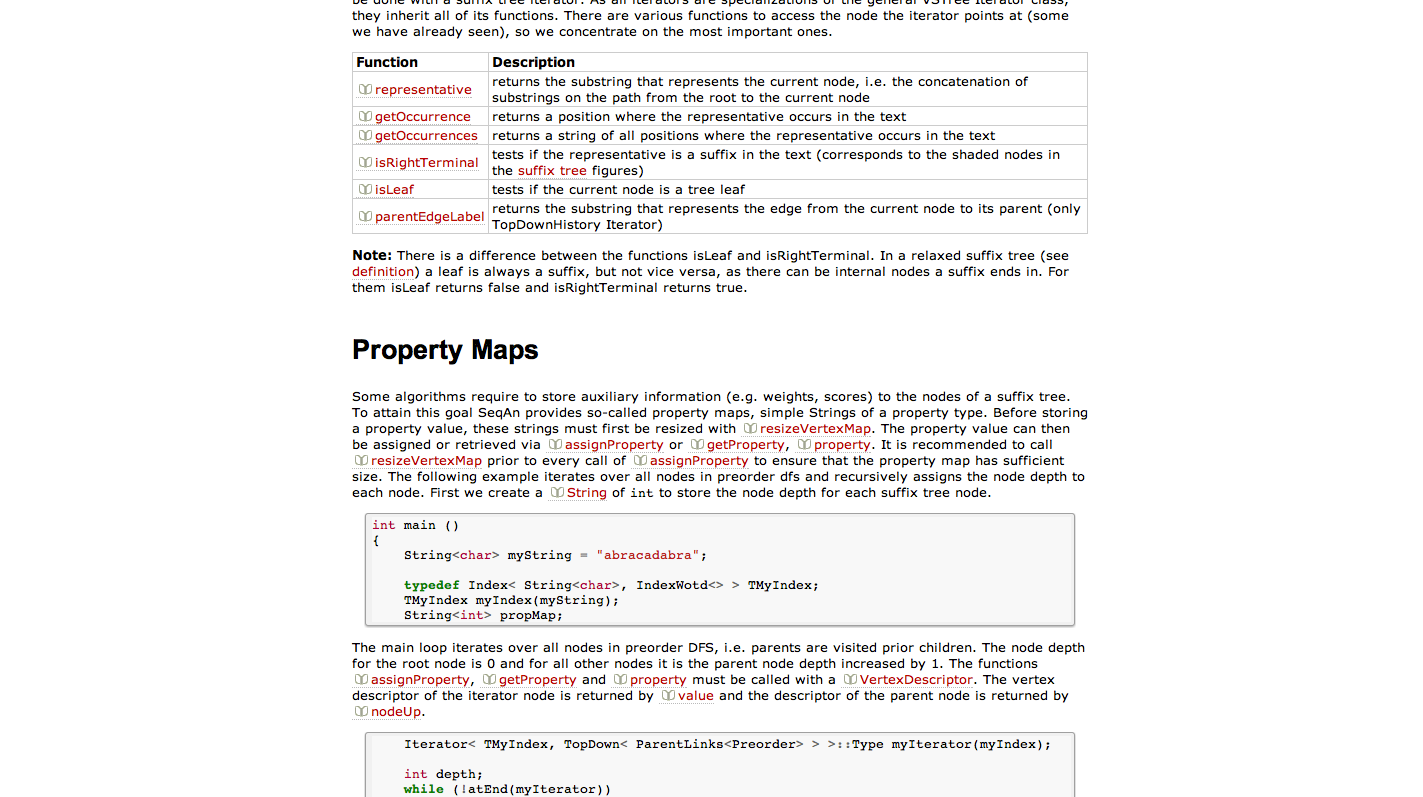 be done with a suffix tree iterator. As all iterators are specializations of the general VSTree Iterator class,
they inherit all of its functions. There are various functions to access the node the iterator points at (some
we have already seen), so we concentrate on the most important ones.
Function Description
representative returns the substring that represents the current node, i.e. the concatenation of
substrings on the path from the root to the current node
getOccurrence returns a position where the representative occurs in the text
getOccurrences returns a string of all positions where the representative occurs in the text
isRightTerminal tests if the representative is a suffix in the text (corresponds to the shaded nodes in
the suffix tree figures)
isLeaf tests if the current node is a tree leaf
parentEdgeLabel returns the substring that represents the edge from the current node to its parent (only
TopDownHistory Iterator)
Note: There is a difference between the functions isLeaf and isRightTerminal. In a relaxed suffix tree (see
definition) a leaf is always a suffix, but not vice versa, as there can be internal nodes a suffix ends in. For
them isLeaf returns false and isRightTerminal returns true.
Property Maps
Some algorithms require to store auxiliary information (e.g. weights, scores) to the nodes of a suffix tree.
To attain this goal SeqAn provides so-called property maps, simple Strings of a property type. Before storing
a property value, these strings must first be resized with resizeVertexMap. The property value can then
be assigned or retrieved via assignProperty or getProperty, property. It is recommended to call
resizeVertexMap prior to every call of assignProperty to ensure that the property map has sufficient
size. The following example iterates over all nodes in preorder dfs and recursively assigns the node depth to
each node. First we create a String of int to store the node depth for each suffix tree node.
int main ()
{
String<char> myString = "abracadabra";
typedef Index< String<char>, IndexWotd<> > TMyIndex;
TMyIndex myIndex(myString);
String<int> propMap;
The main loop iterates over all nodes in preorder DFS, i.e. parents are visited prior children. The node depth
for the root node is 0 and for all other nodes it is the parent node depth increased by 1. The functions
assignProperty, getProperty and property must be called with a VertexDescriptor. The vertex
descriptor of the iterator node is returned by value and the descriptor of the parent node is returned by
nodeUp.
Iterator< TMyIndex, TopDown< ParentLinks<Preorder> > >::Type myIterator(myIndex);
int depth;
while (!atEnd(myIterator))